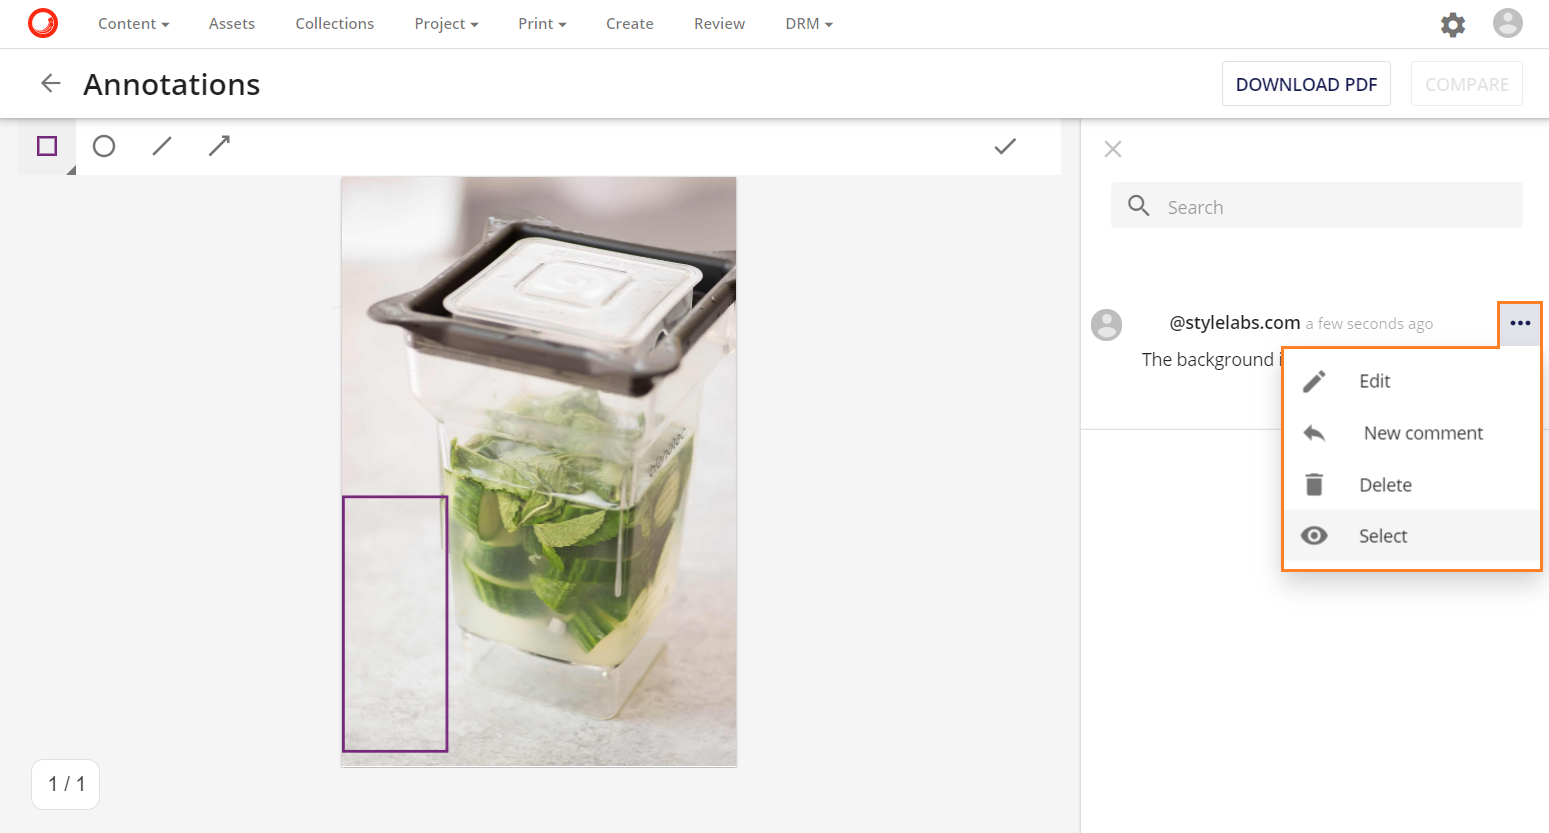 Content Assets Collections Project Print Create Review DRM
Annotations
DOWNLOAD PDF COMPARE
Search
@stylelabs.com a few seconds ago
The background
Edit
New comment
Delete
Select
1 / 1